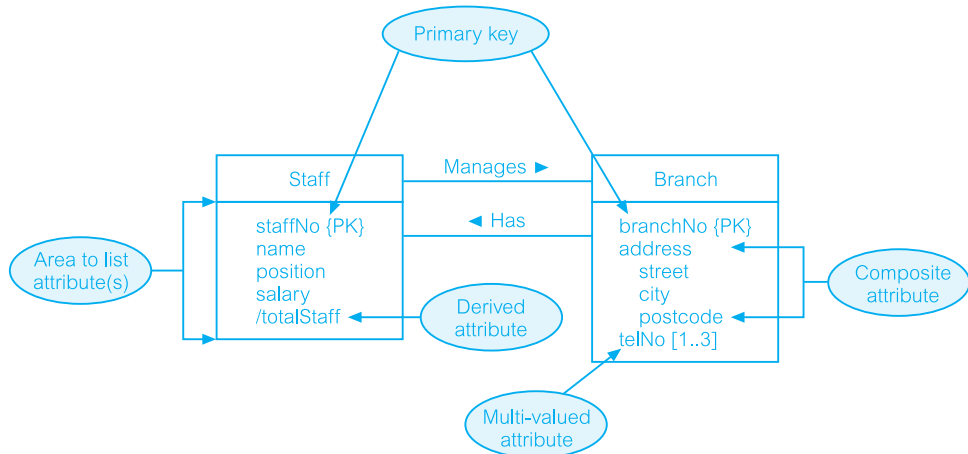 Primary key
Manages ►
Staff
Branch
◄ Has
staffNo {PK}
name
position
salary
/totalStaff
branchNo {PK}
address
street
city
postcode
telNo [1..3]
Area to list
attribute(s)
Derived
attribute
Composite
attribute
Multi-valued
attribute